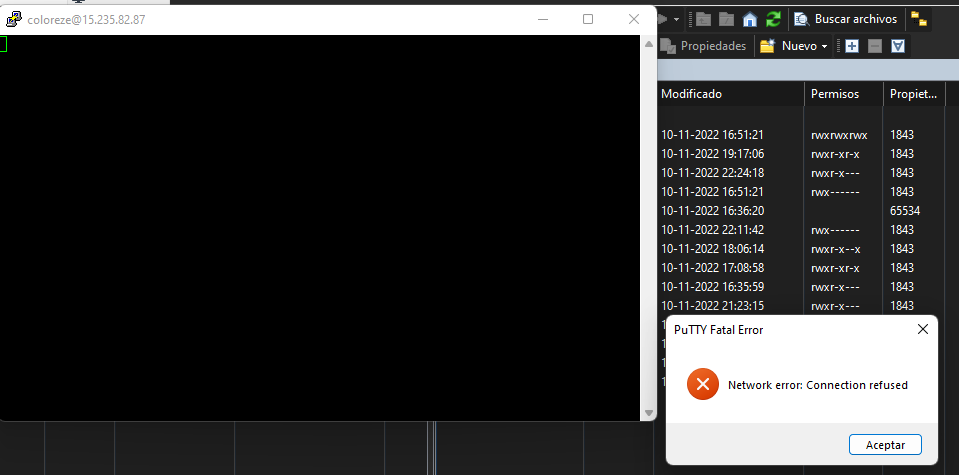 coloreze@15.235.82.87
Buscar archivos
Propiedades
Nuevo
Modificado Permisos Propiet...
10-11-2022 16:51:21 rwxrwxrwx 1843
10-11-2022 19:17:06 rwxr-xr-x 1843
10-11-2022 22:24:18 rwxr-x--- 1843
10-11-2022 16:51:21 rwx------ 1843
10-11-2022 16:36:20 65534
10-11-2022 22:11:42 rwx------ 1843
10-11-2022 18:06:14 rwxr-x--x 1843
10-11-2022 17:08:58 rwxr-xr-x 1843
10-11-2022 16:35:59 rwxr-x--- 1843
10-11-2022 21:23:15 rwxr-x--- 1843
PuTTY Fatal Error
Network error: Connection refused
Aceptar